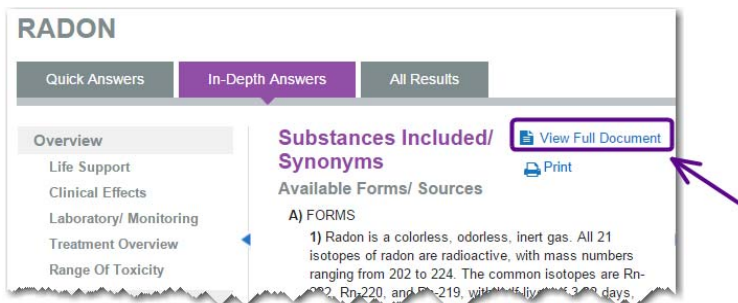 RADON
Quick Answers
In-Depth Answers
All Results
Overview
Life Support
Clinical Effects
Laboratory/ Monitoring
Treatment Overview
Range Of Toxicity
Substances Included/
Synonyms
View Full Document
Print
Available Forms/ Sources
A) FORMS
1) Radon is a colorless, odorless, inert gas. All 21
isotopes of radon are radioactive, with mass numbers
ranging from 202 to 224. The common isotopes are Rn-
Rn-220, and